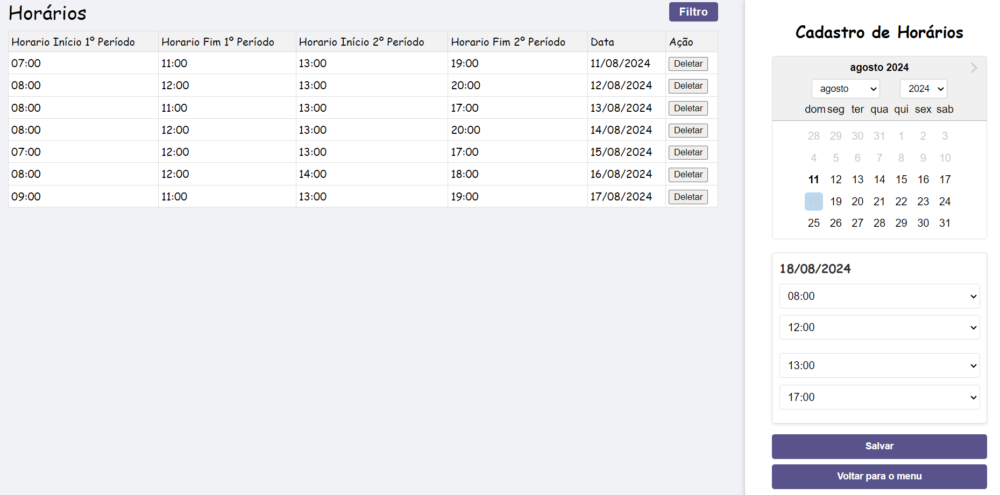 Horários
Filtro
Horario Início 1º Período Horario Fim 1º Período Horario Início 2º Período Horario Fim 2º Período Data Ação
07:00 11:00 13:00 19:00 11/08/2024 Deletar
08:00 12:00 13:00 20:00 12/08/2024 Deletar
08:00 11:00 13:00 17:00 13/08/2024 Deletar
08:00 12:00 13:00 20:00 14/08/2024 Deletar
07:00 12:00 13:00 17:00 15/08/2024 Deletar
08:00 12:00 14:00 18:00 16/08/2024 Deletar
09:00 11:00 13:00 19:00 17/08/2024 Deletar
Cadastro de Horários
agosto 2024
agosto 2024
dom seg ter qua qui sex sab
28 29 30 31 1 2 3
4 5 6 7 8 9 10
11 12 13 14 15 16 17
18 19 20 21 22 23 24
25 26 27 28 29 30 31
18/08/2024
08:00
12:00
13:00
17:00
Salvar
Voltar para o menu